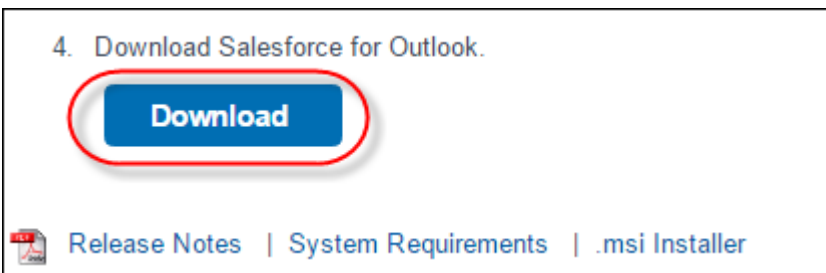 4. Download Salesforce for Outlook.
Download
Release Notes | System Requirements | .msi Installer